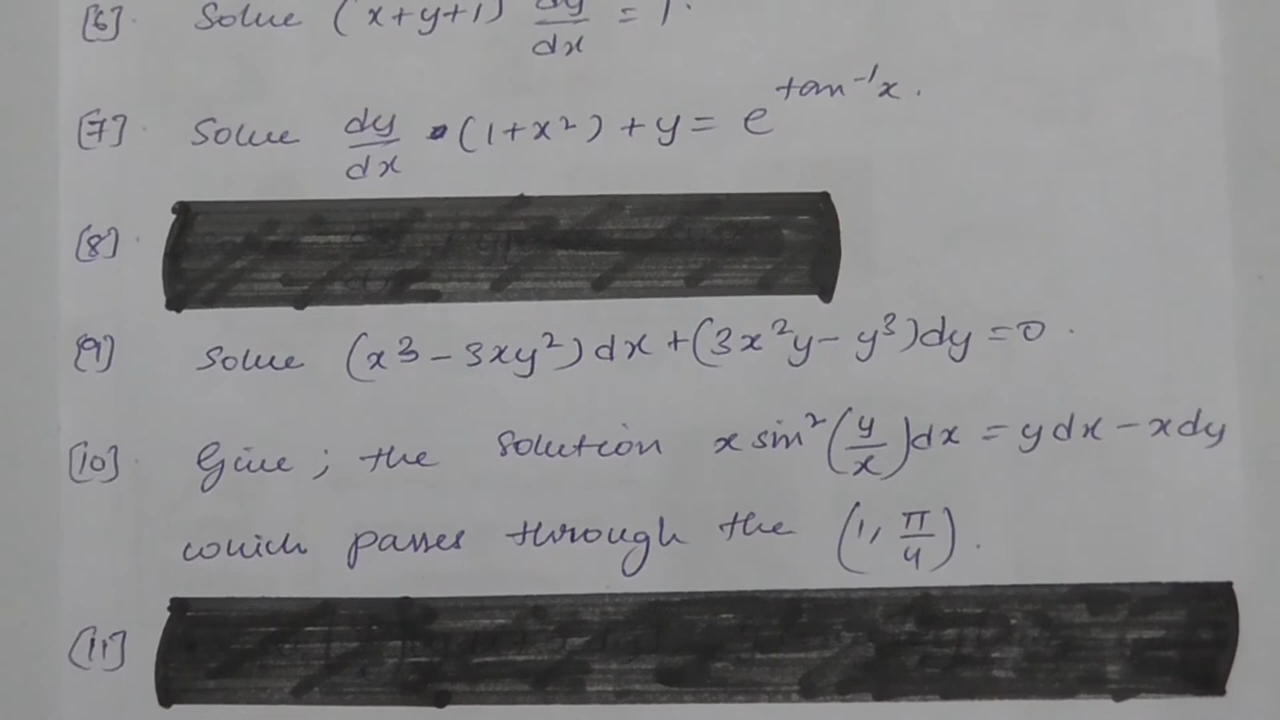 [6]. Solve (x+y+1) dy/dx = 1.
[7]. Solve dy/dx (1+x²) + y = e^tan⁻¹x.
[8].
[9] Solve (x³ - 3xy²) dx + (3x²y - y³) dy = 0.
[10]. Give; the solution x sin² (y/x) dx = y dx - x dy
which passes through the (1, π/4).
[11]